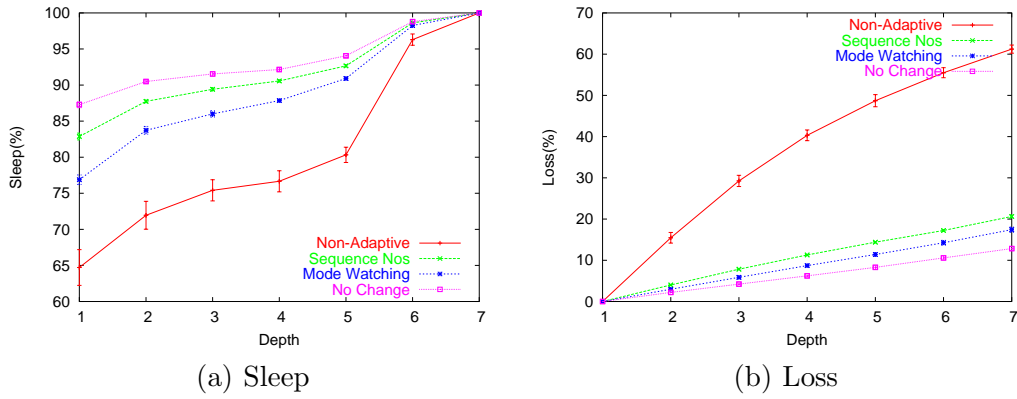 100
95
90
85
80
75
70
65
60
Sleep(%)
Non-Adaptive
Sequence Nos
Mode Watching
No Change
1 2 3 4 5 6 7
Depth
(a) Sleep
70
60
50
40
30
20
10
0
Loss(%)
Non-Adaptive
Sequence Nos
Mode Watching
No Change
1 2 3 4 5 6 7
Depth
(b) Loss